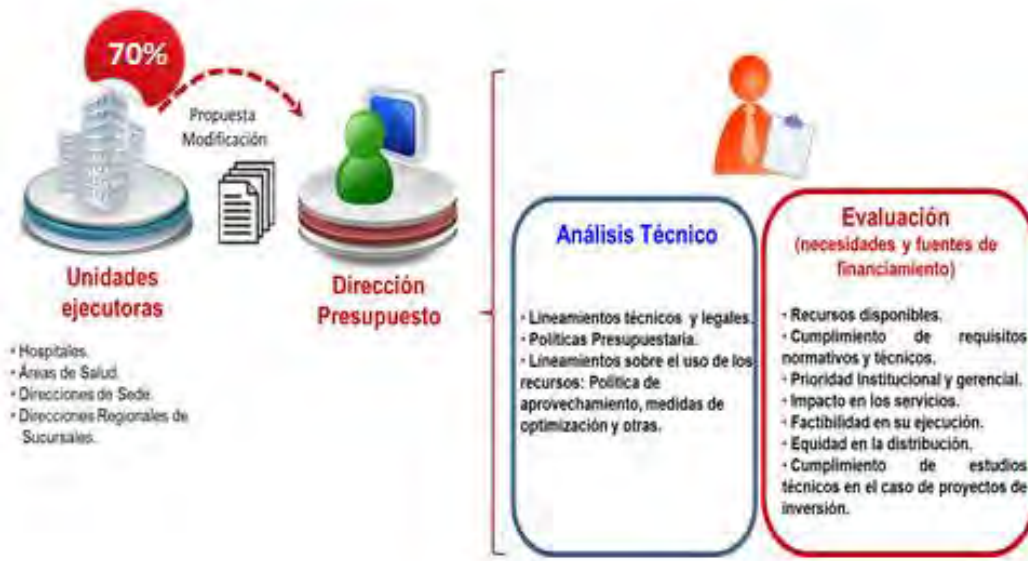 70%
Propuesta
Modificación
Unidades
ejecutoras
• Hospitales.
• Áreas de Salud.
• Direcciones de Sede.
• Direcciones Regionales de
Sucursales.
Dirección
Presupuesto
Análisis Técnico
• Lineamientos técnicos y legales.
• Políticas Presupuestaria.
• Lineamientos sobre el uso de los
recursos: Política de
aprovechamiento, medidas de
optimización y otras.
Evaluación
(necesidades y fuentes de
financiamiento)
• Recursos disponibles.
• Cumplimiento de requisitos
normativos y técnicos.
• Prioridad Institucional y gerencial.
• Impacto en los servicios.
• Factibilidad en su ejecución.
• Equidad en la distribución.
• Cumplimiento de estudios
técnicos en el caso de proyectos de
inversión.